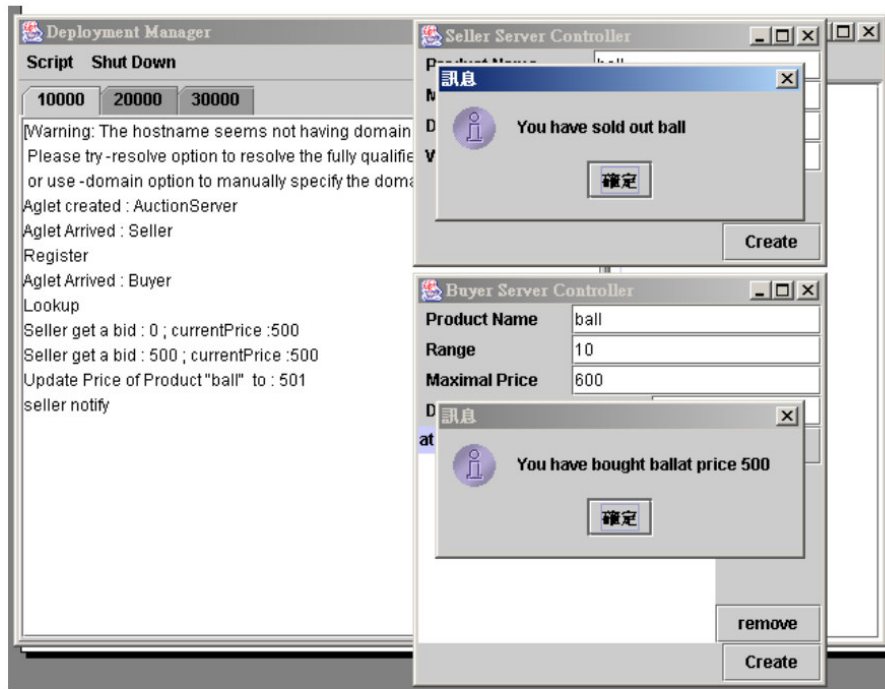 Deployment Manager
Script Shut Down
10000 20000 30000
[Warning: The hostname seems not having domain
Please try -resolve option to resolve the fully qualifie
or use -domain option to manually specify the doma
Aglet created : AuctionServer
Aglet Arrived : Seller
Register
Aglet Arrived : Buyer
Lookup
Seller get a bid : 0 ; currentPrice :500
Seller get a bid : 500 ; currentPrice :500
Update Price of Product "ball" to : 501
seller notify
Seller Server Controller
Product Name ball
M
D
V
訊息
You have sold out ball
確定
Create
Buyer Server Controller
Product Name ball
Range 10
Maximal Price 600
D
at
訊息
You have bought ballat price 500
確定
remove
Create